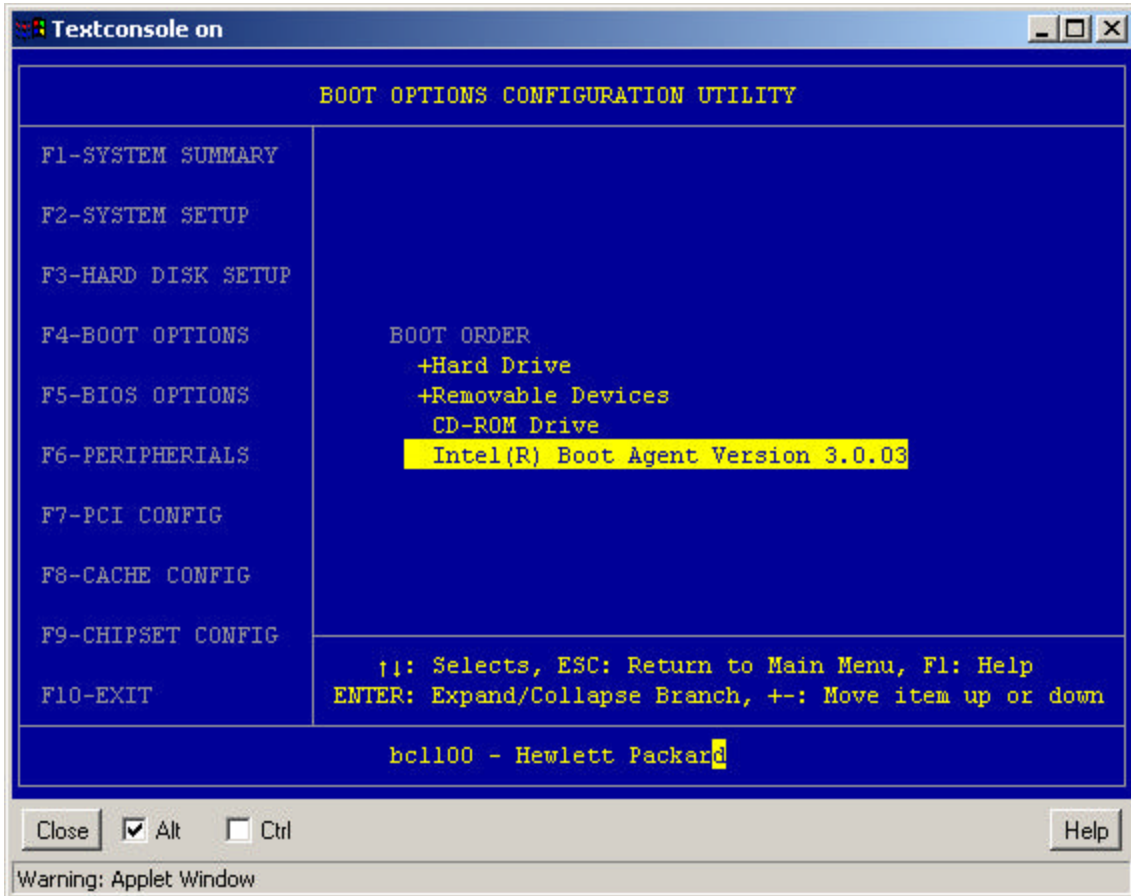 Textconsole on
BOOT OPTIONS CONFIGURATION UTILITY
F1-SYSTEM SUMMARY
F2-SYSTEM SETUP
F3-HARD DISK SETUP
F4-BOOT OPTIONS
F5-BIOS OPTIONS
F6-PERIPHERIALS
F7-PCI CONFIG
F8-CACHE CONFIG
F9-CHIPSET CONFIG
F10-EXIT
BOOT ORDER
+Hard Drive
+Removable Devices
CD-ROM Drive
Intel(R) Boot Agent Version 3.0.03
↑↓: Selects, ESC: Return to Main Menu, F1: Help
ENTER: Expand/Collapse Branch, +-: Move item up or down
bc1100 - Hewlett Packard
Close Alt Ctrl Help
Warning: Applet Window